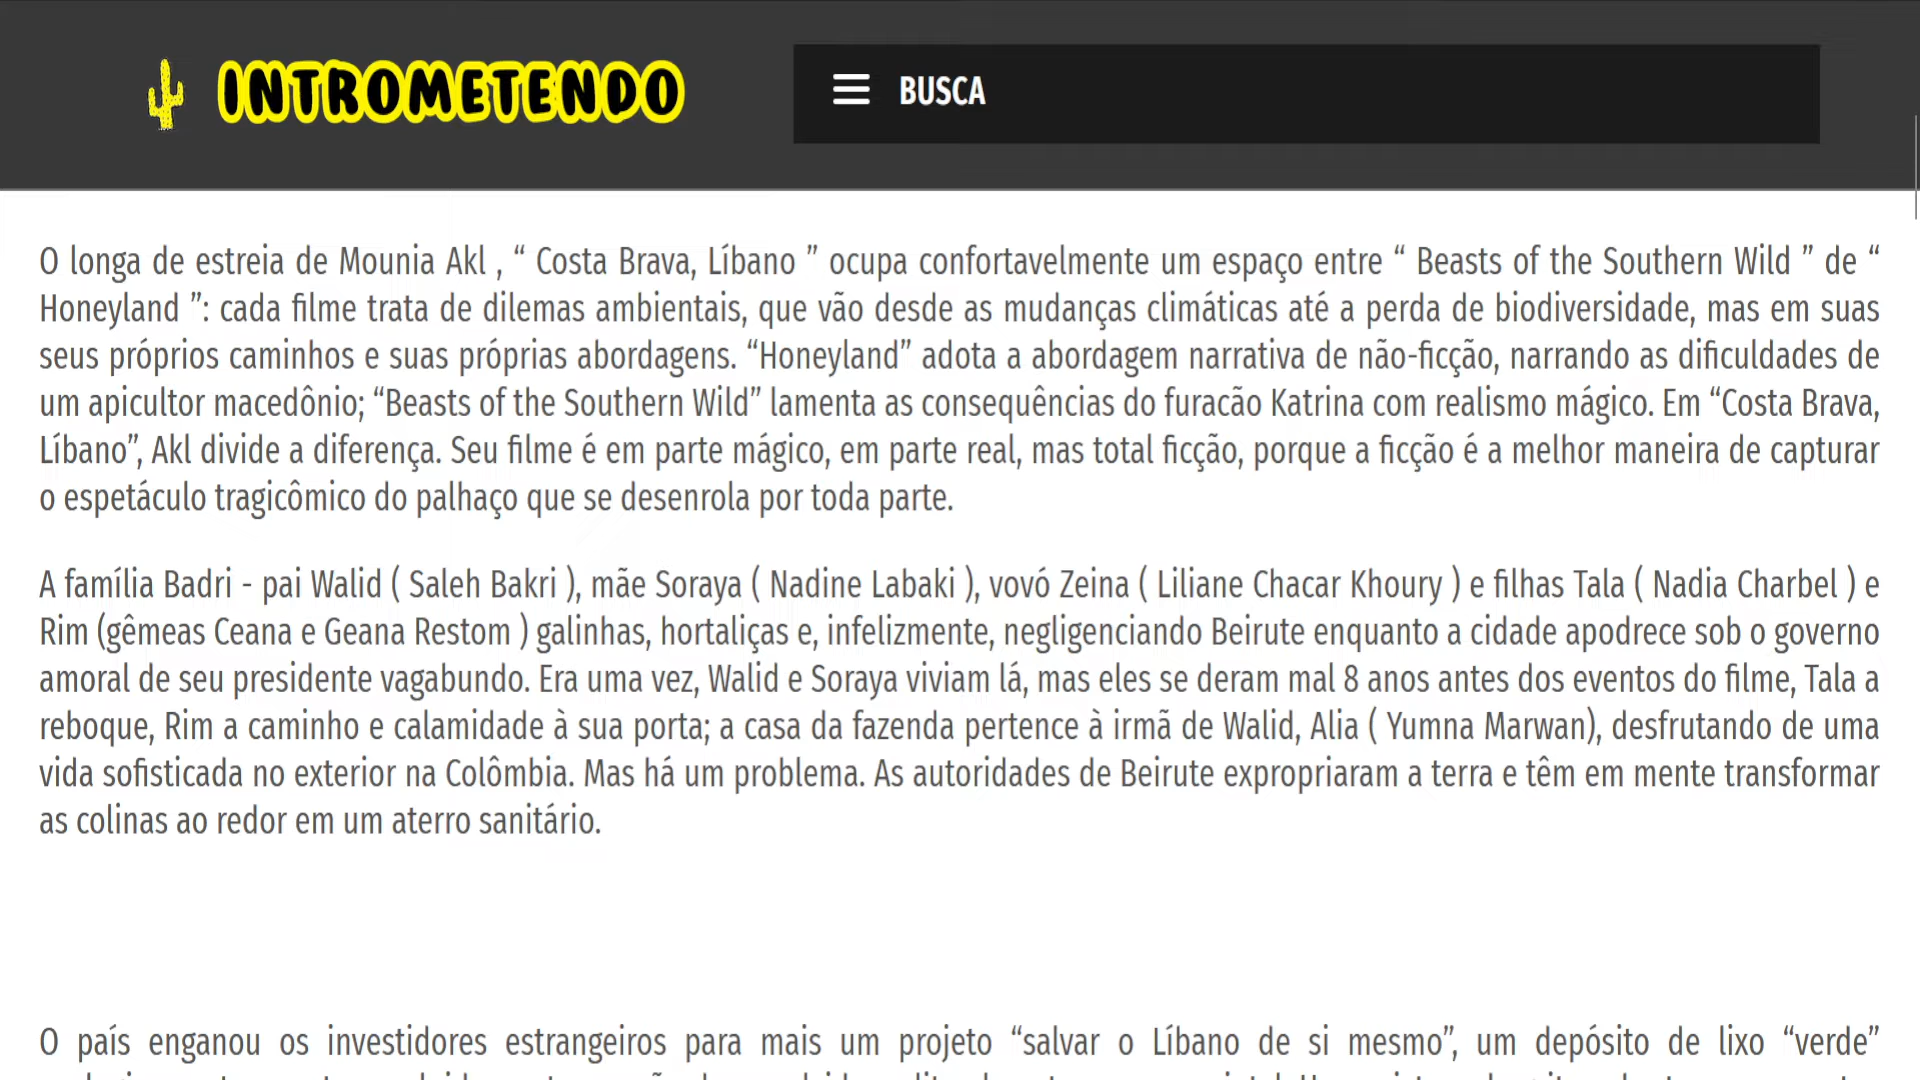 INTROMETENDO
BUSCA
O longa de estreia de Mounia Akl , “ Costa Brava, Líbano ” ocupa confortavelmente um espaço entre “ Beasts of the Southern Wild ” de “
Honeyland ”: cada filme trata de dilemas ambientais, que vão desde as mudanças climáticas até a perda de biodiversidade, mas em suas
seus próprios caminhos e suas próprias abordagens. “Honeyland” adota a abordagem narrativa de não-ficção, narrando as dificuldades de
um apicultor macedônio; “Beasts of the Southern Wild” lamenta as consequências do furacão Katrina com realismo mágico. Em “Costa Brava,
Líbano”, Akl divide a diferença. Seu filme é em parte mágico, em parte real, mas total ficção, porque a ficção é a melhor maneira de capturar
o espetáculo tragicômico do palhaço que se desenrola por toda parte.
A família Badri - pai Walid ( Saleh Bakri ), mãe Soraya ( Nadine Labaki ), vovó Zeina ( Liliane Chacar Khoury ) e filhas Tala ( Nadia Charbel ) e
Rim (gêmeas Ceana e Geana Restom ) galinhas, hortaliças e, infelizmente, negligenciando Beirute enquanto a cidade apodrece sob o governo
amoral de seu presidente vagabundo. Era uma vez, Walid e Soraya viviam lá, mas eles se deram mal 8 anos antes dos eventos do filme, Tala a
reboque, Rim a caminho e calamidade à sua porta; a casa da fazenda pertence à irmã de Walid, Alia ( Yumna Marwan), desfrutando de uma
vida sofisticada no exterior na Colômbia. Mas há um problema. As autoridades de Beirute expropriaram a terra e têm em mente transformar
as colinas ao redor em um aterro sanitário.
O país enganou os investidores estrangeiros para mais um projeto “salvar o Líbano de si mesmo”, um depósito de lixo “verde”